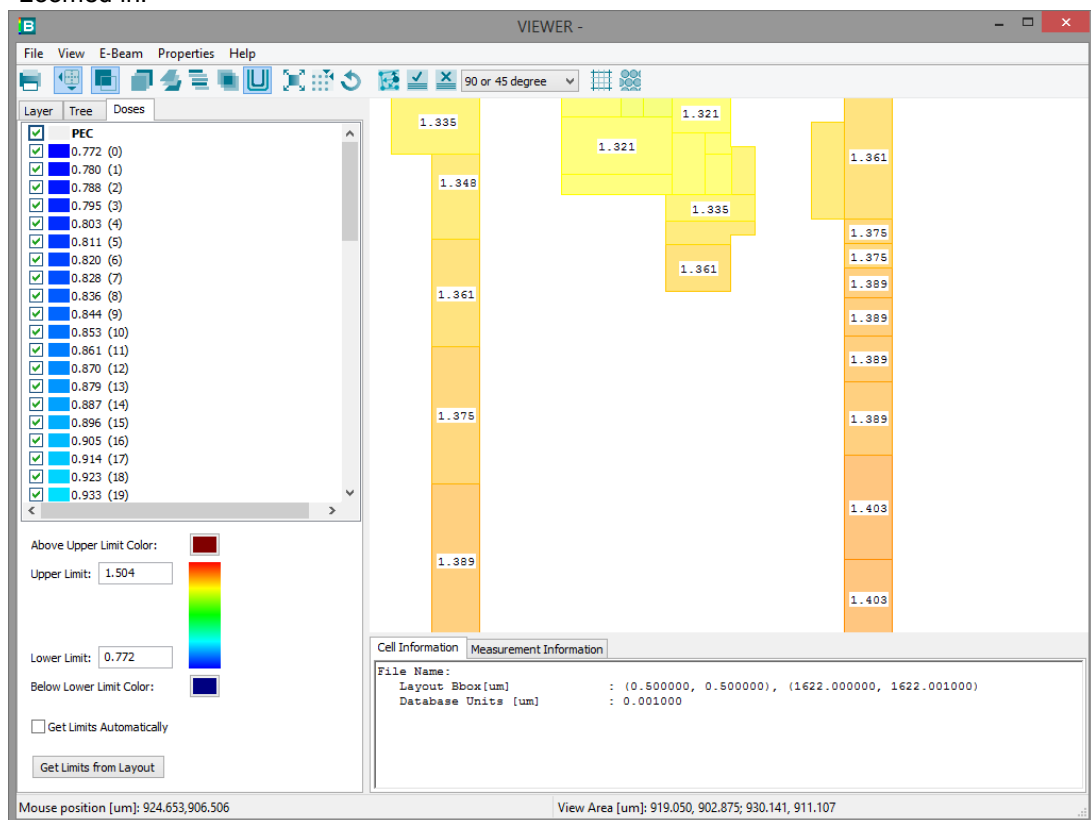 Zoomed in:
B
VIEWER -
File View E-Beam Properties Help
90 or 45 degree
Layer Tree Doses
PEC
0.772 (0)
0.780 (1)
0.788 (2)
0.795 (3)
0.803 (4)
0.811 (5)
0.820 (6)
0.828 (7)
0.836 (8)
0.844 (9)
0.853 (10)
0.861 (11)
0.870 (12)
0.879 (13)
0.887 (14)
0.896 (15)
0.905 (16)
0.914 (17)
0.923 (18)
0.933 (19)
Above Upper Limit Color:
Upper Limit: 1.504
Lower Limit: 0.772
Below Lower Limit Color:
Get Limits Automatically
Get Limits from Layout
1.335
1.348
1.361
1.375
1.389
1.321
1.321
1.335
1.361
1.361
1.375
1.375
1.389
1.389
1.389
1.389
1.403
1.403
Cell Information Measurement Information
File Name:
Layout Bbox[um] : (0.500000, 0.500000), (1622.000000, 1622.001000)
Database Units [um] : 0.001000
Mouse position [um]: 924.653,906.506
View Area [um]: 919.050, 902.875; 930.141, 911.107